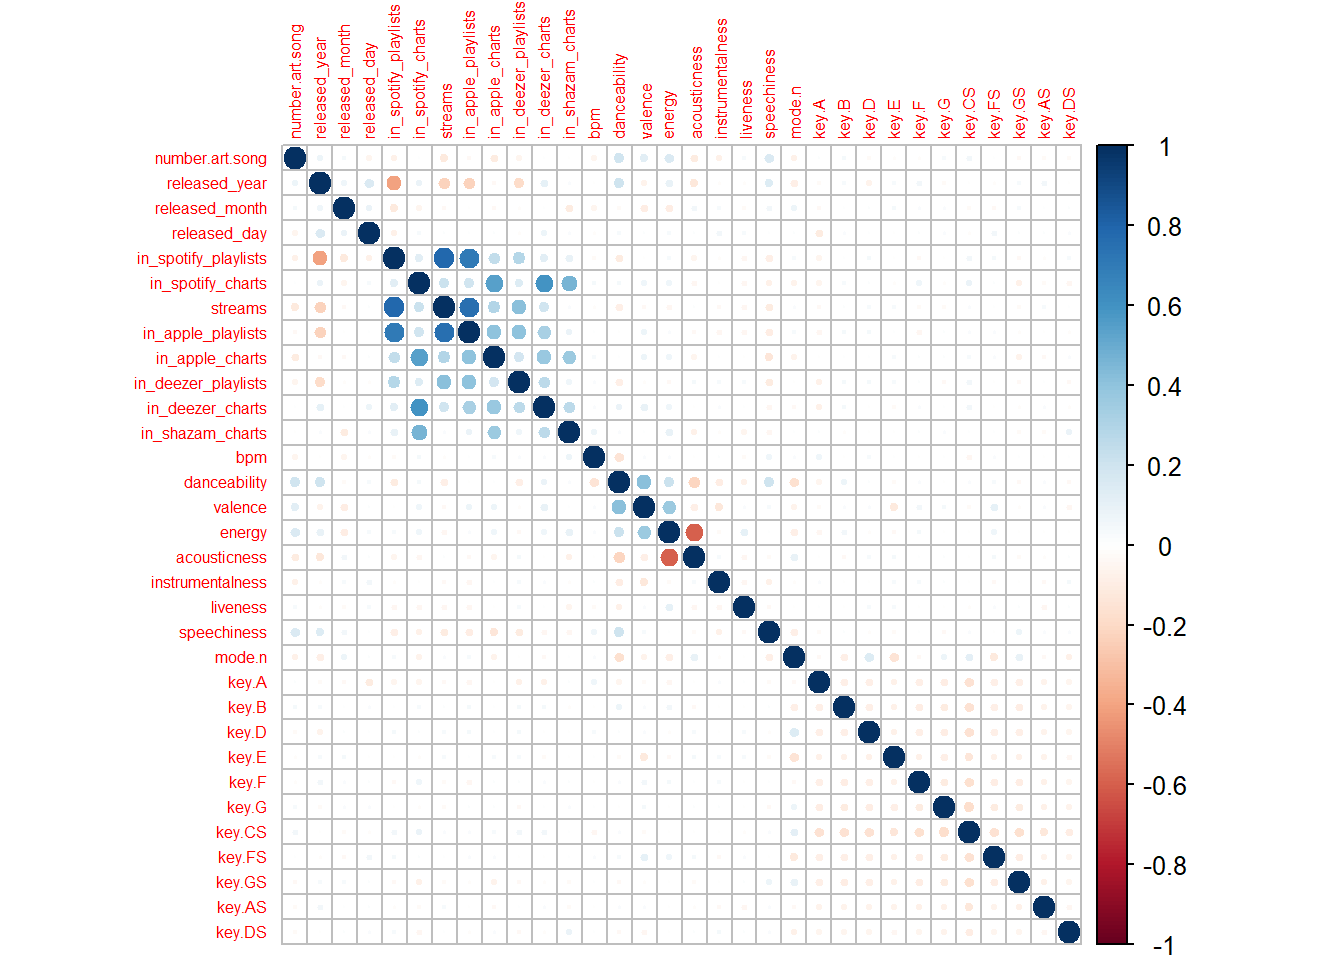 number.art.song
released_year
released_month
released_day
in_spotify_playlists
in_spotify_charts
streams
in_apple_playlists
in_apple_charts
in_deezer_playlists
in_deezer_charts
in_shazam_charts
bpm
danceability
valence
energy
acousticness
instrumentalness
liveness
speechiness
mode.n
key.A
key.B
key.D
key.E
key.F
key.G
key.CS
key.FS
key.GS
key.AS
key.DS
number.art.song
released_year
released_month
released_day
in_spotify_playlists
in_spotify_charts
streams
in_apple_playlists
in_apple_charts
in_deezer_playlists
in_deezer_charts
in_shazam_charts
bpm
danceability
valence
energy
acousticness
instrumentalness
liveness
speechiness
mode.n
key.A
key.B
key.D
key.E
key.F
key.G
key.CS
key.FS
key.GS
key.AS
key.DS
1
0.8
0.6
0.4
0.2
0
-0.2
-0.4
-0.6
-0.8
-1